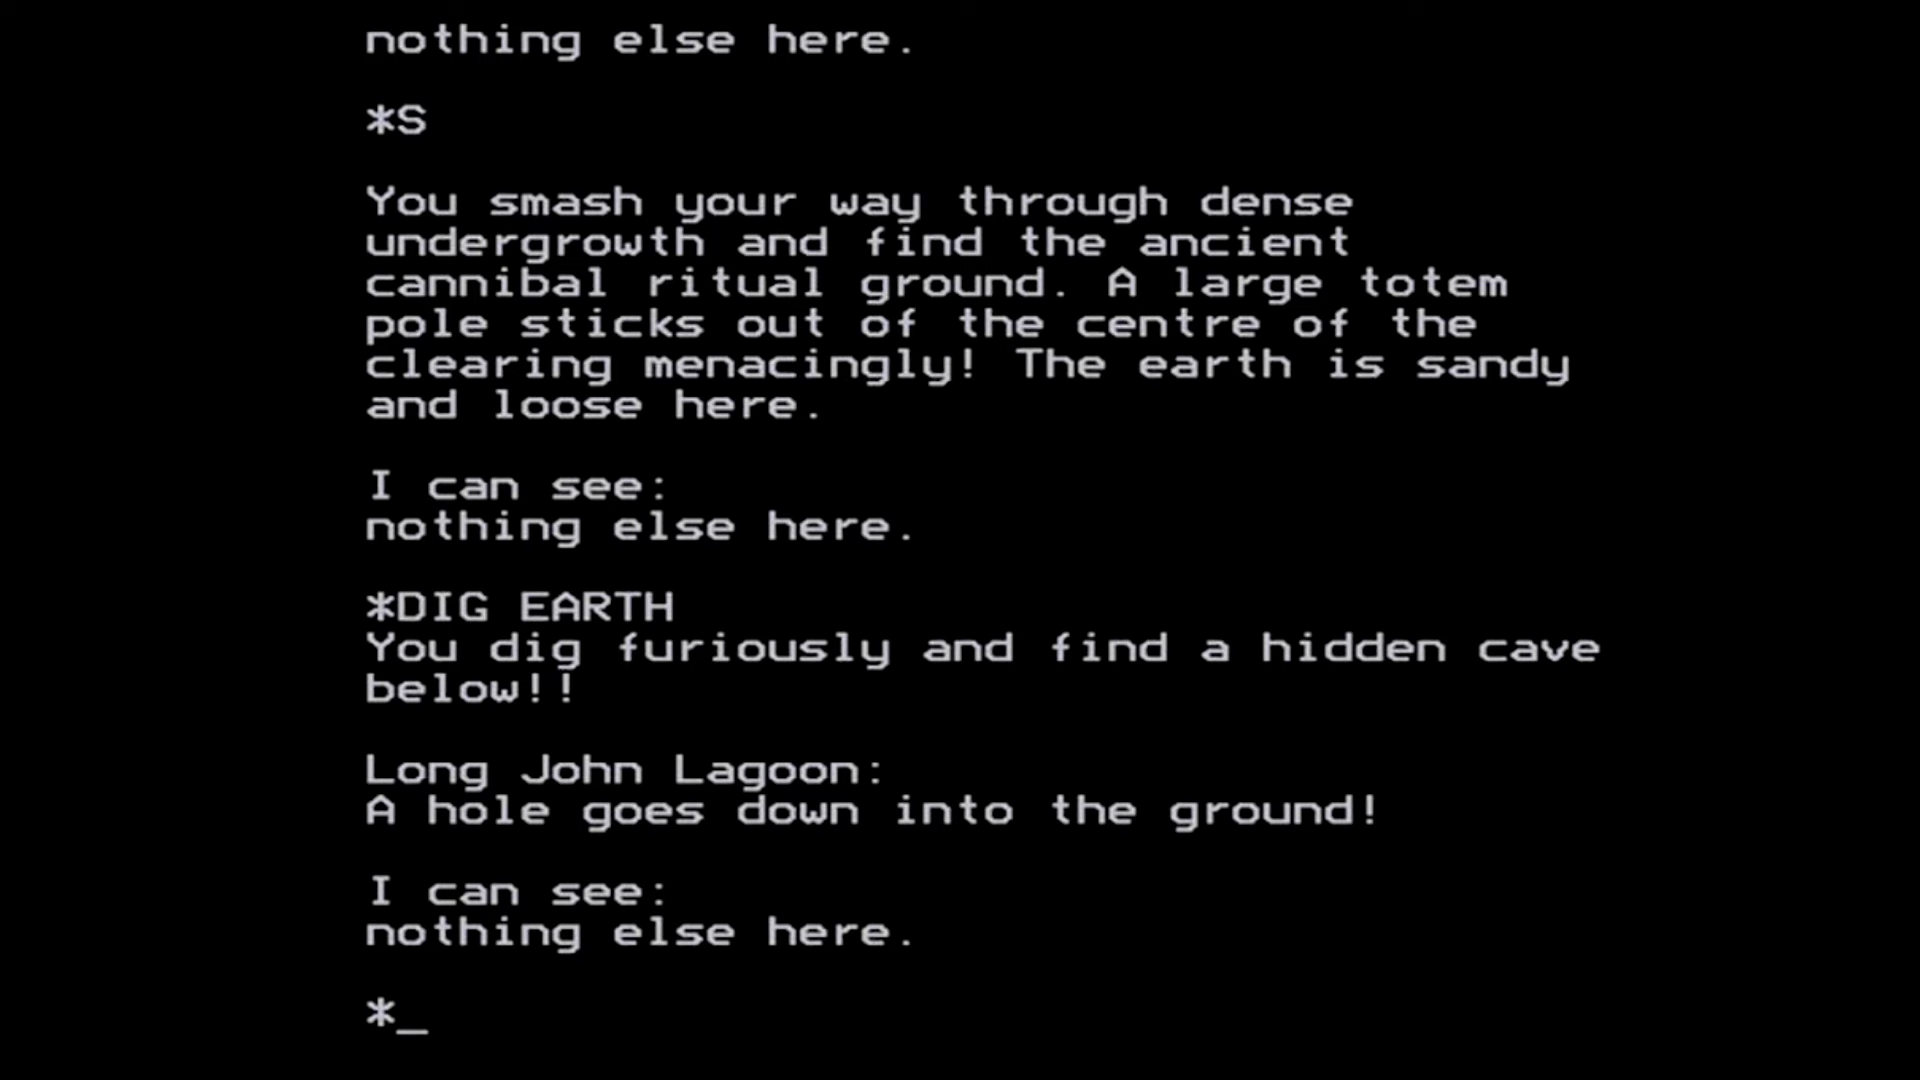 nothing else here.
*S
You smash your way through dense
undergrowth and find the ancient
cannibal ritual ground. A large totem
pole sticks out of the centre of the
clearing menacingly! The earth is sandy
and loose here.
I can see:
nothing else here.
*DIG EARTH
You dig furiously and find a hidden cave
below!!
Long John Lagoon:
A hole goes down into the ground!
I can see:
nothing else here.
*_